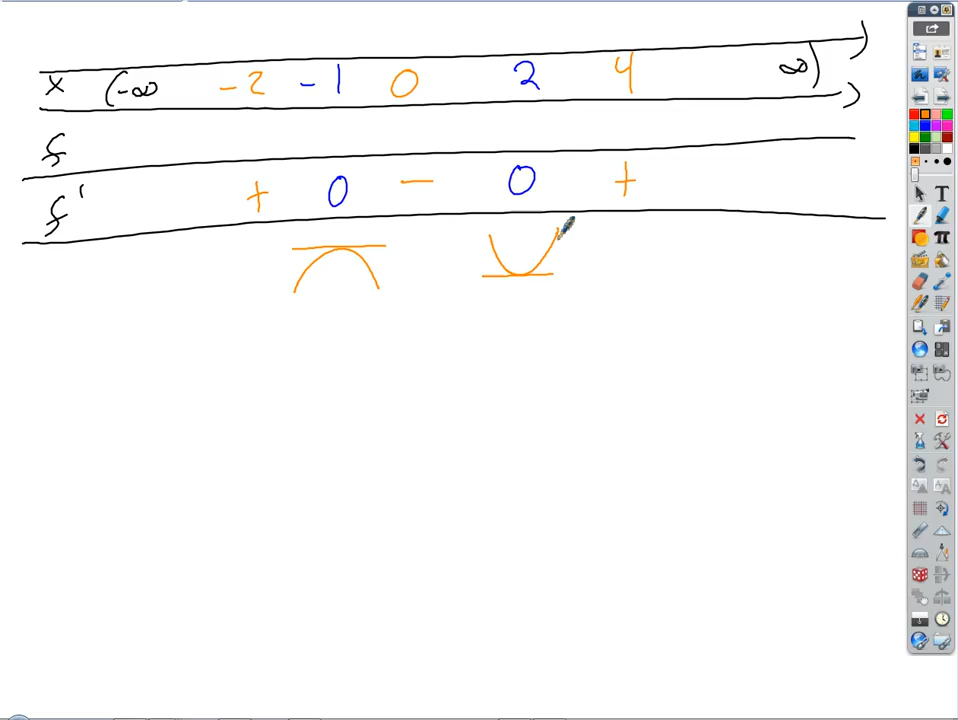 x (-∞ -2 -1 0 2 4 ∞)
f
f' + 0 - 0 +